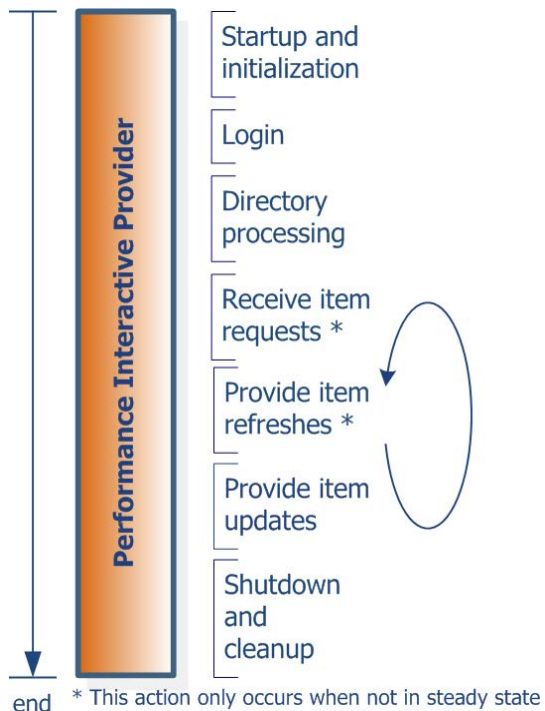 Startup and
initialization
Login
Directory
processing
Receive item
requests *
Provide item
refreshes *
Provide item
updates
Shutdown
and
cleanup
Performance Interactive Provider
end
* This action only occurs when not in steady state